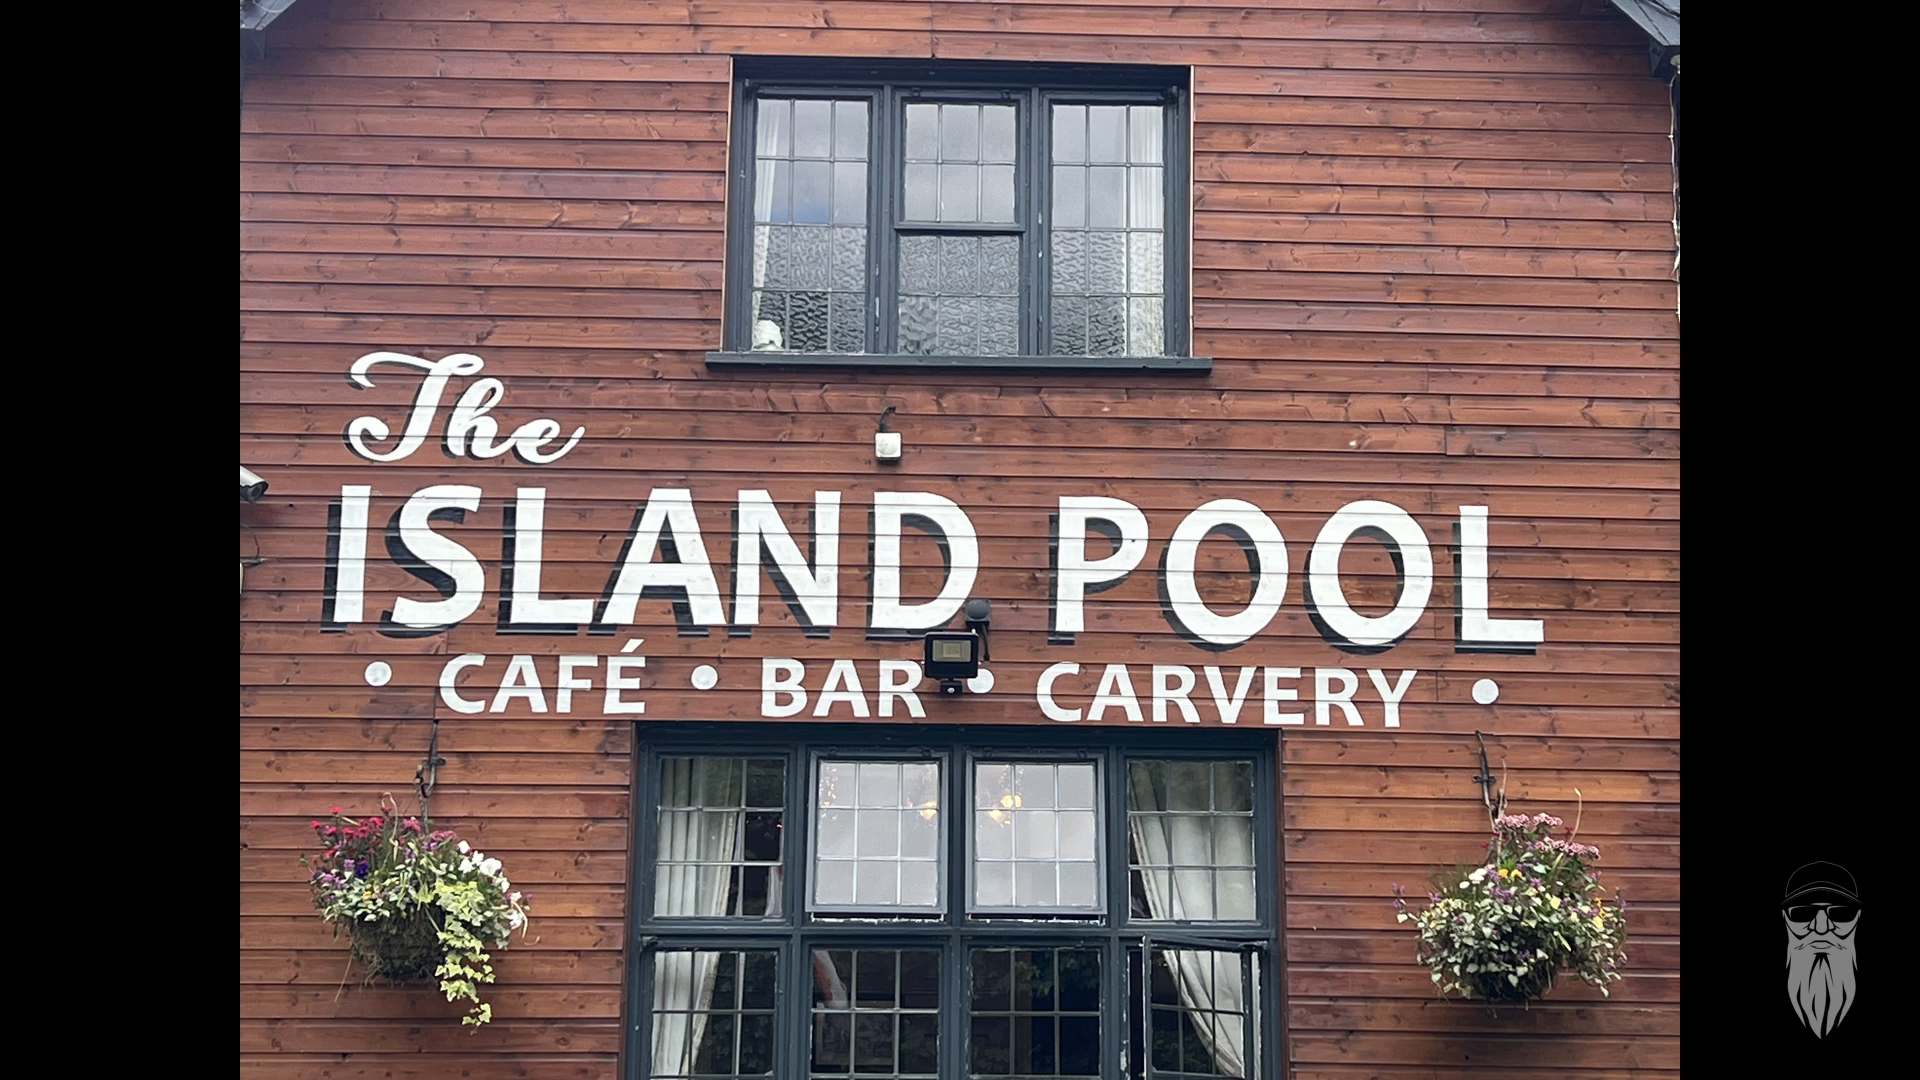 The
ISLAND POOL
• CAFÉ • BAR • CARVERY •